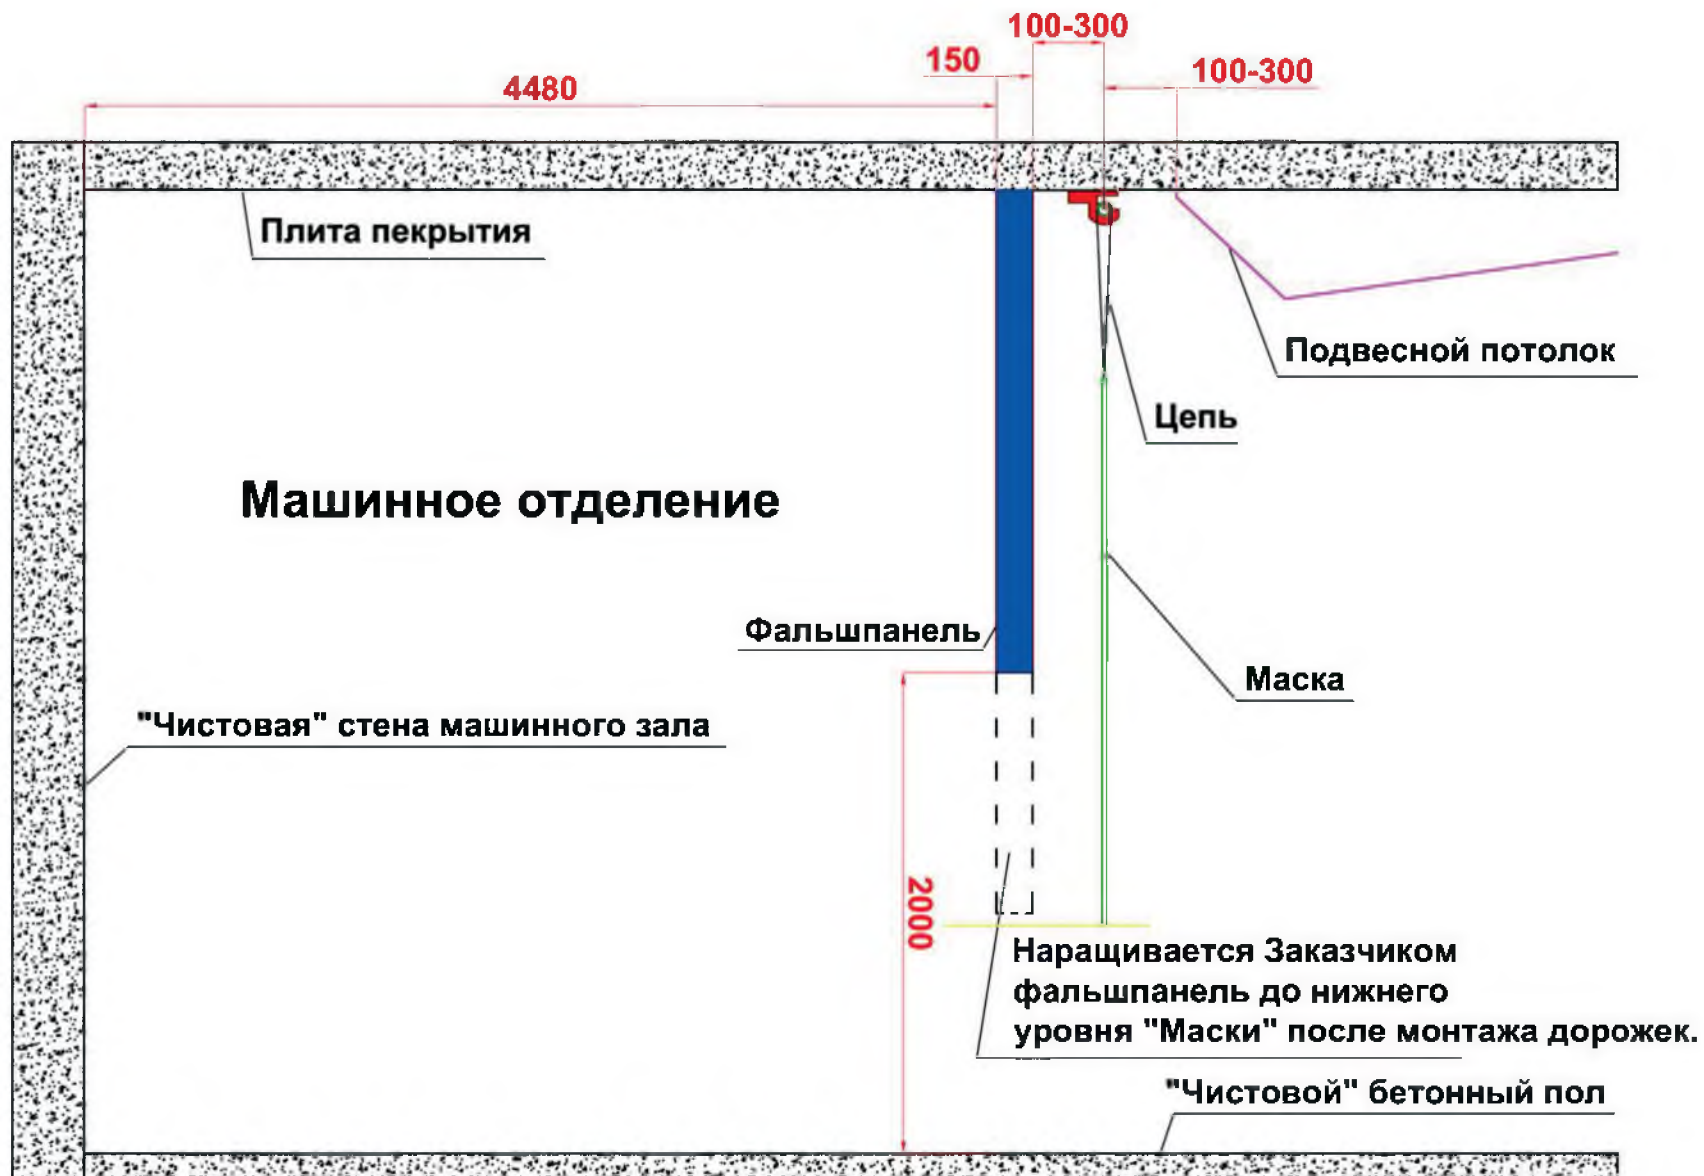 100-300
150
100-300
4480
Плита пекрытия
Подвесной потолок
Цепь
Машинное отделение
Фальшпанель
Маска
"Чистовая" стена машинного зала
2000
Наращивается Заказчиком
фальшпанель до нижнего
уровня "Маски" после монтажа дорожек.
"Чистовой" бетонный пол